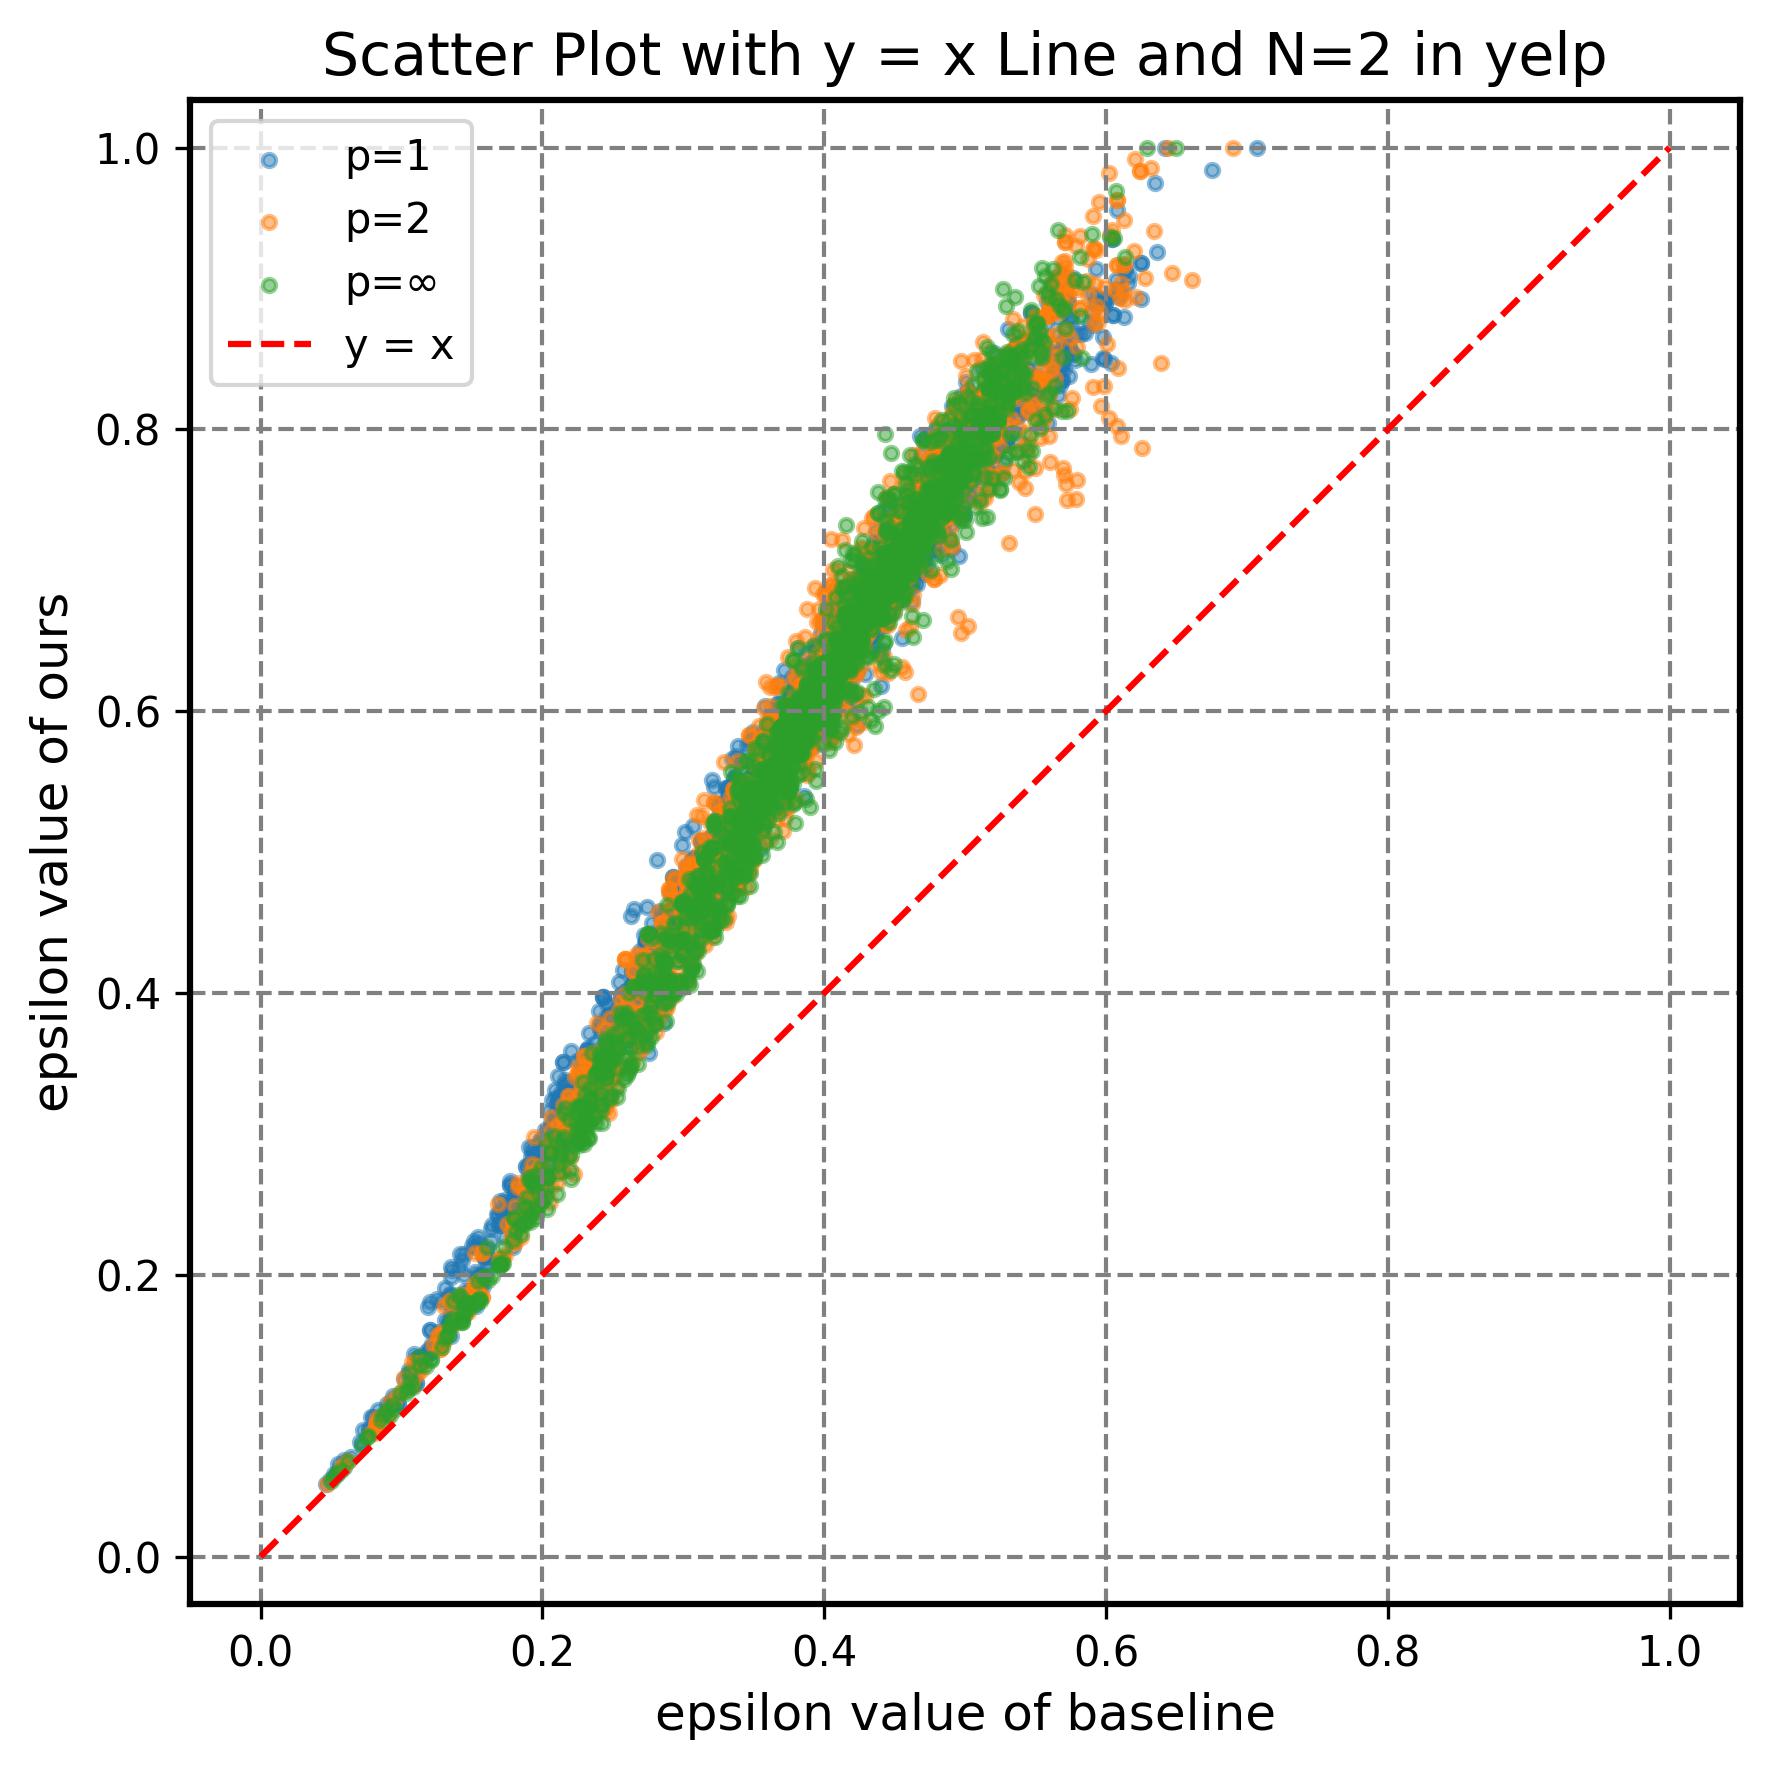 Scatter Plot with y = x Line and N=2 in yelp
p=1
p=2
p=∞
y = x
epsilon value of ours
1.0
0.8
0.6
0.4
0.2
0.0
0.0 0.2 0.4 0.6 0.8 1.0
epsilon value of baseline